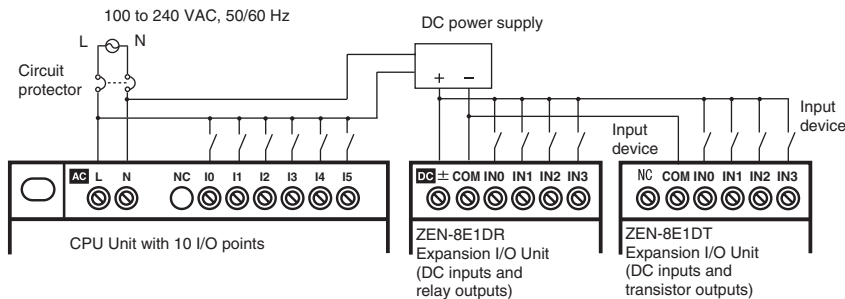 100 to 240 VAC, 50/60 Hz
L N
DC power supply
Circuit
protector
+ −
Input
device
Input
device
AC L N NC I0 I1 I2 I3 I4 I5
DC ± COM IN0 IN1 IN2 IN3
NC COM IN0 IN1 IN2 IN3
CPU Unit with 10 I/O points
ZEN-8E1DR
Expansion I/O Unit
(DC inputs and
relay outputs)
ZEN-8E1DT
Expansion I/O Unit
(DC inputs and
transistor outputs)